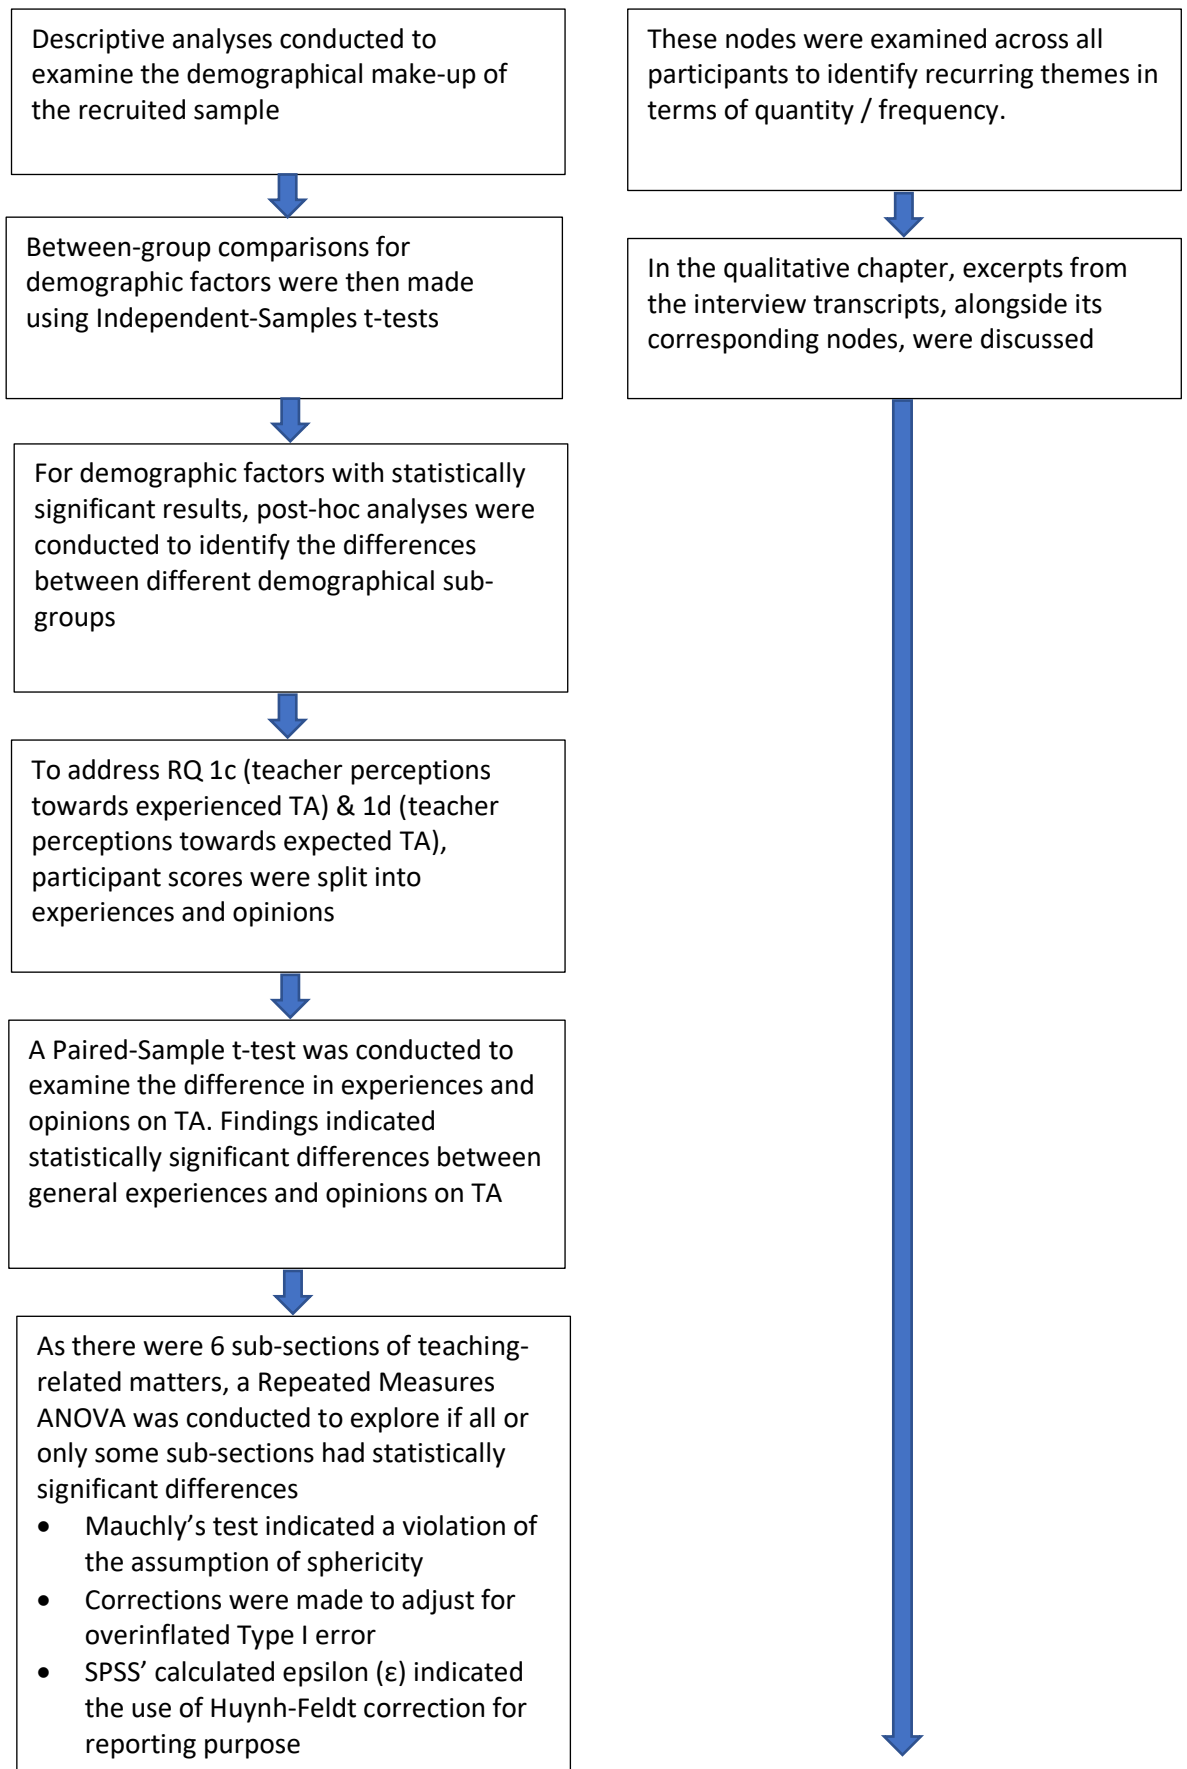 Descriptive analyses conducted to
examine the demographical make-up of
the recruited sample
Between-group comparisons for
demographic factors were then made
using Independent-Samples t-tests
For demographic factors with statistically
significant results, post-hoc analyses were
conducted to identify the differences
between different demographical sub-
groups
To address RQ 1c (teacher perceptions
towards experienced TA) & 1d (teacher
perceptions towards expected TA),
participant scores were split into
experiences and opinions
A Paired-Sample t-test was conducted to
examine the difference in experiences and
opinions on TA. Findings indicated
statistically significant differences between
general experiences and opinions on TA
As there were 6 sub-sections of teaching-
related matters, a Repeated Measures
ANOVA was conducted to explore if all or
only some sub-sections had statistically
significant differences
• Mauchly’s test indicated a violation of
the assumption of sphericity
• Corrections were made to adjust for
overinflated Type I error
• SPSS’ calculated epsilon (ε) indicated
the use of Huynh-Feldt correction for
reporting purpose
These nodes were examined across all
participants to identify recurring themes in
terms of quantity / frequency.
In the qualitative chapter, excerpts from
the interview transcripts, alongside its
corresponding nodes, were discussed